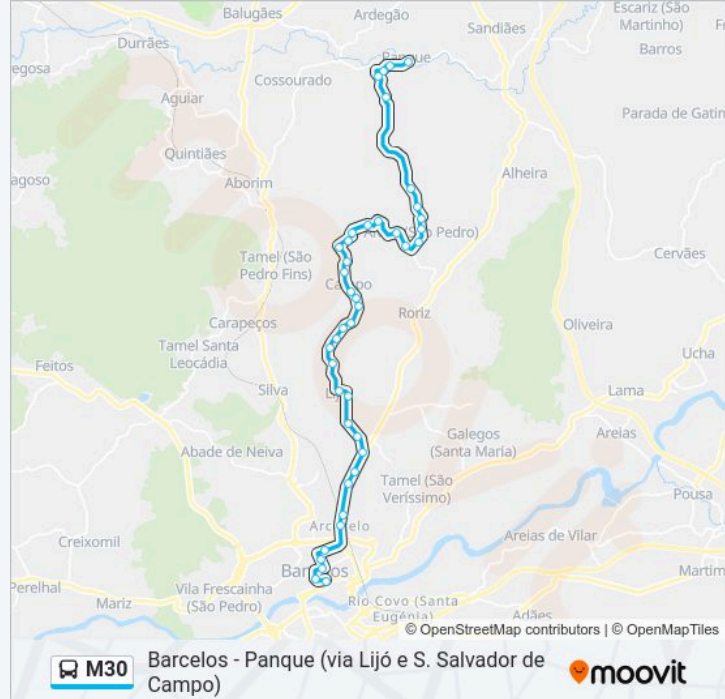 Escariz (São
Martinho)
Balugães
Ardegão
Sandiães
Durrães
Barros
egosa
Panque
Cossourado
Aguiar
Parada de Gatim
Quintiães
Alheira
agoso
Aborim
(São Pedro)
Cervães
Tamel (São
Pedro Fins)
Campo
Roriz
Carapeços
Oliveira
Tamel Santa
Leocádia
Ucha
Feitos
Silva
Lama
Galegos
(Santa Maria)
Areias
Abade de Neiva
Tamel (São
Veríssimo)
Pousa
Creixomil
Areias de Vilar
Barcelos
Martim
Perelhal
Vila Frescainha
(São Pedro)
Mariz
Rio Covo (Santa
Eugénia)
Adães
© OpenStreetMap contributors | © OpenMapTiles
M30
Barcelos - Panque (via Lijó e S. Salvador de
Campo)
moovit